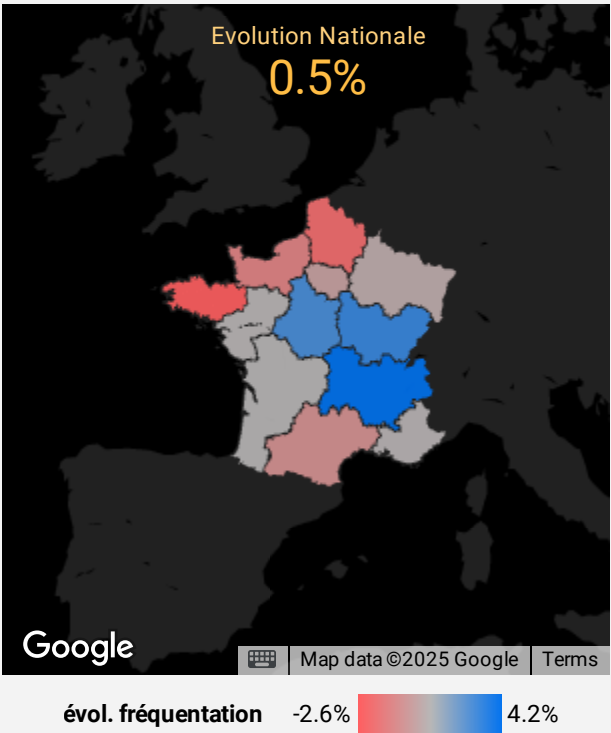 Evolution Nationale
0.5%
Google
Map data ©2025 Google
Terms
évol. fréquentation -2.6% 4.2%